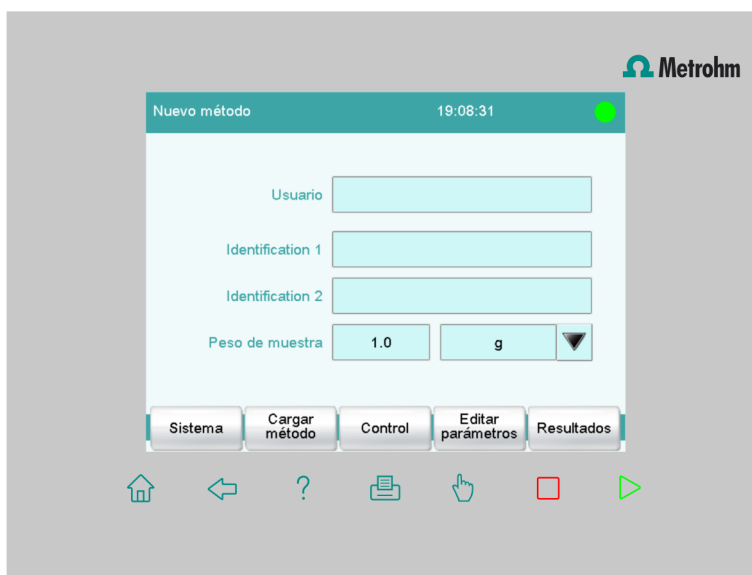 Metrohm
Nuevo método 19:08:31
Usuario
Identification 1
Identification 2
Peso de muestra 1.0 g
Sistema Cargar método Control Editar parámetros Resultados
?